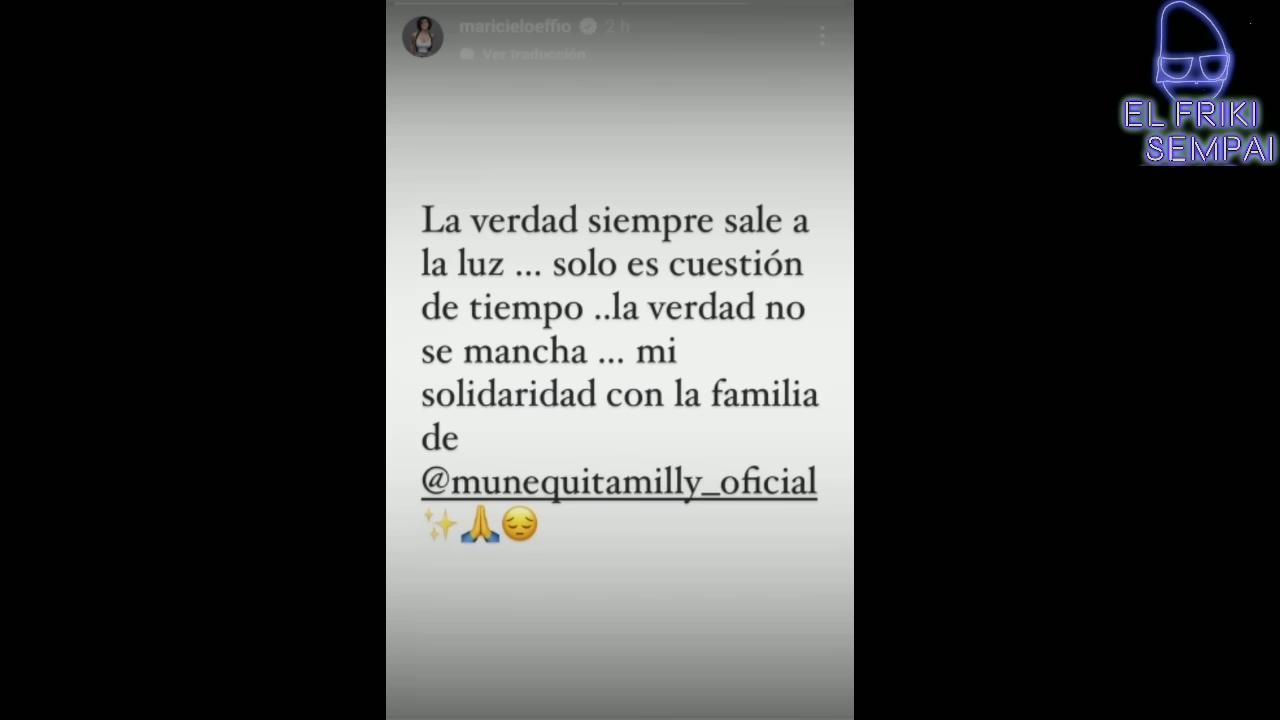 maricieloeffio 2 h
Ver traducción
EL FRIKI
SEMPAI
La verdad siempre sale a
la luz ... solo es cuestión
de tiempo ..la verdad no
se mancha ... mi
solidaridad con la familia
de
@munequitamilly_oficial
✨🙏😔